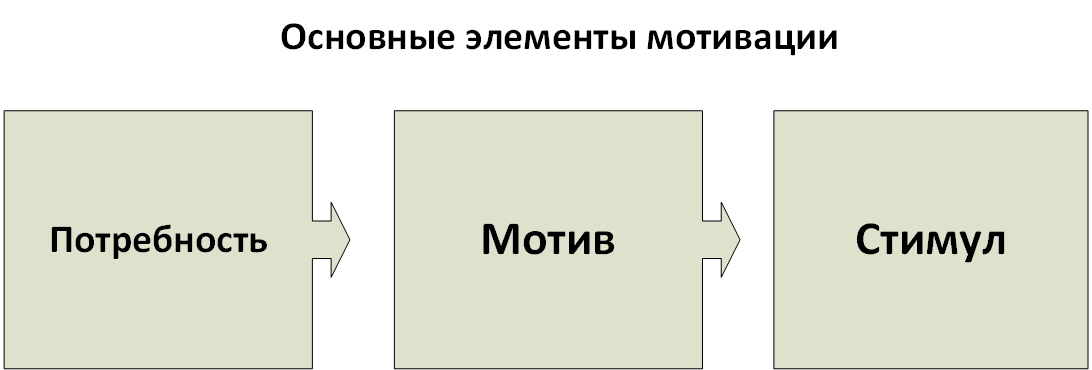 Основные элементы мотивации
Потребность
Мотив
Стимул